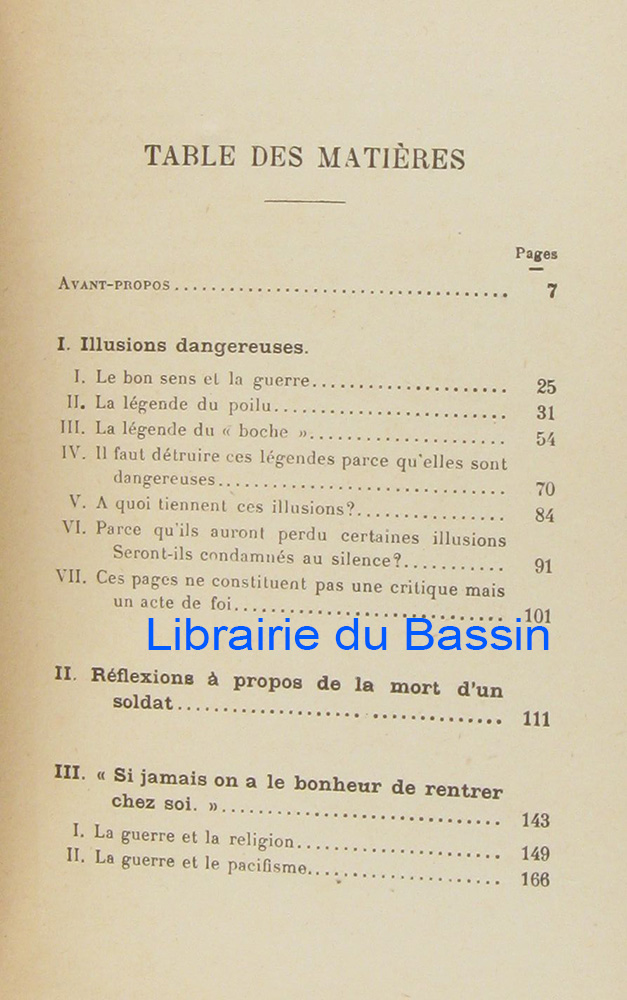 TABLE DES MATIÈRES
Pages
AVANT-PROPOS.................................... 7
I. Illusions dangereuses.
I. Le bon sens et la guerre..................... 25
II. La légende du poilu......................... 31
III. La légende du « boche »..................... 54
IV. Il faut détruire ces légendes parce qu'elles sont
dangereuses............................... 70
V. A quoi tiennent ces illusions?................ 84
VI. Parce qu'ils auront perdu certaines illusions
Seront-ils condamnés au silence?........... 91
VII. Ces pages ne constituent pas une critique mais
un acte de foi............................. 101
Librairie du Bassin
II. Réflexions à propos de la mort d'un
soldat.................................... 111
III. « Si jamais on a le bonheur de rentrer
chez soi. »............................... 143
I. La guerre et la religion...................... 149
II. La guerre et le pacifisme..................... 166